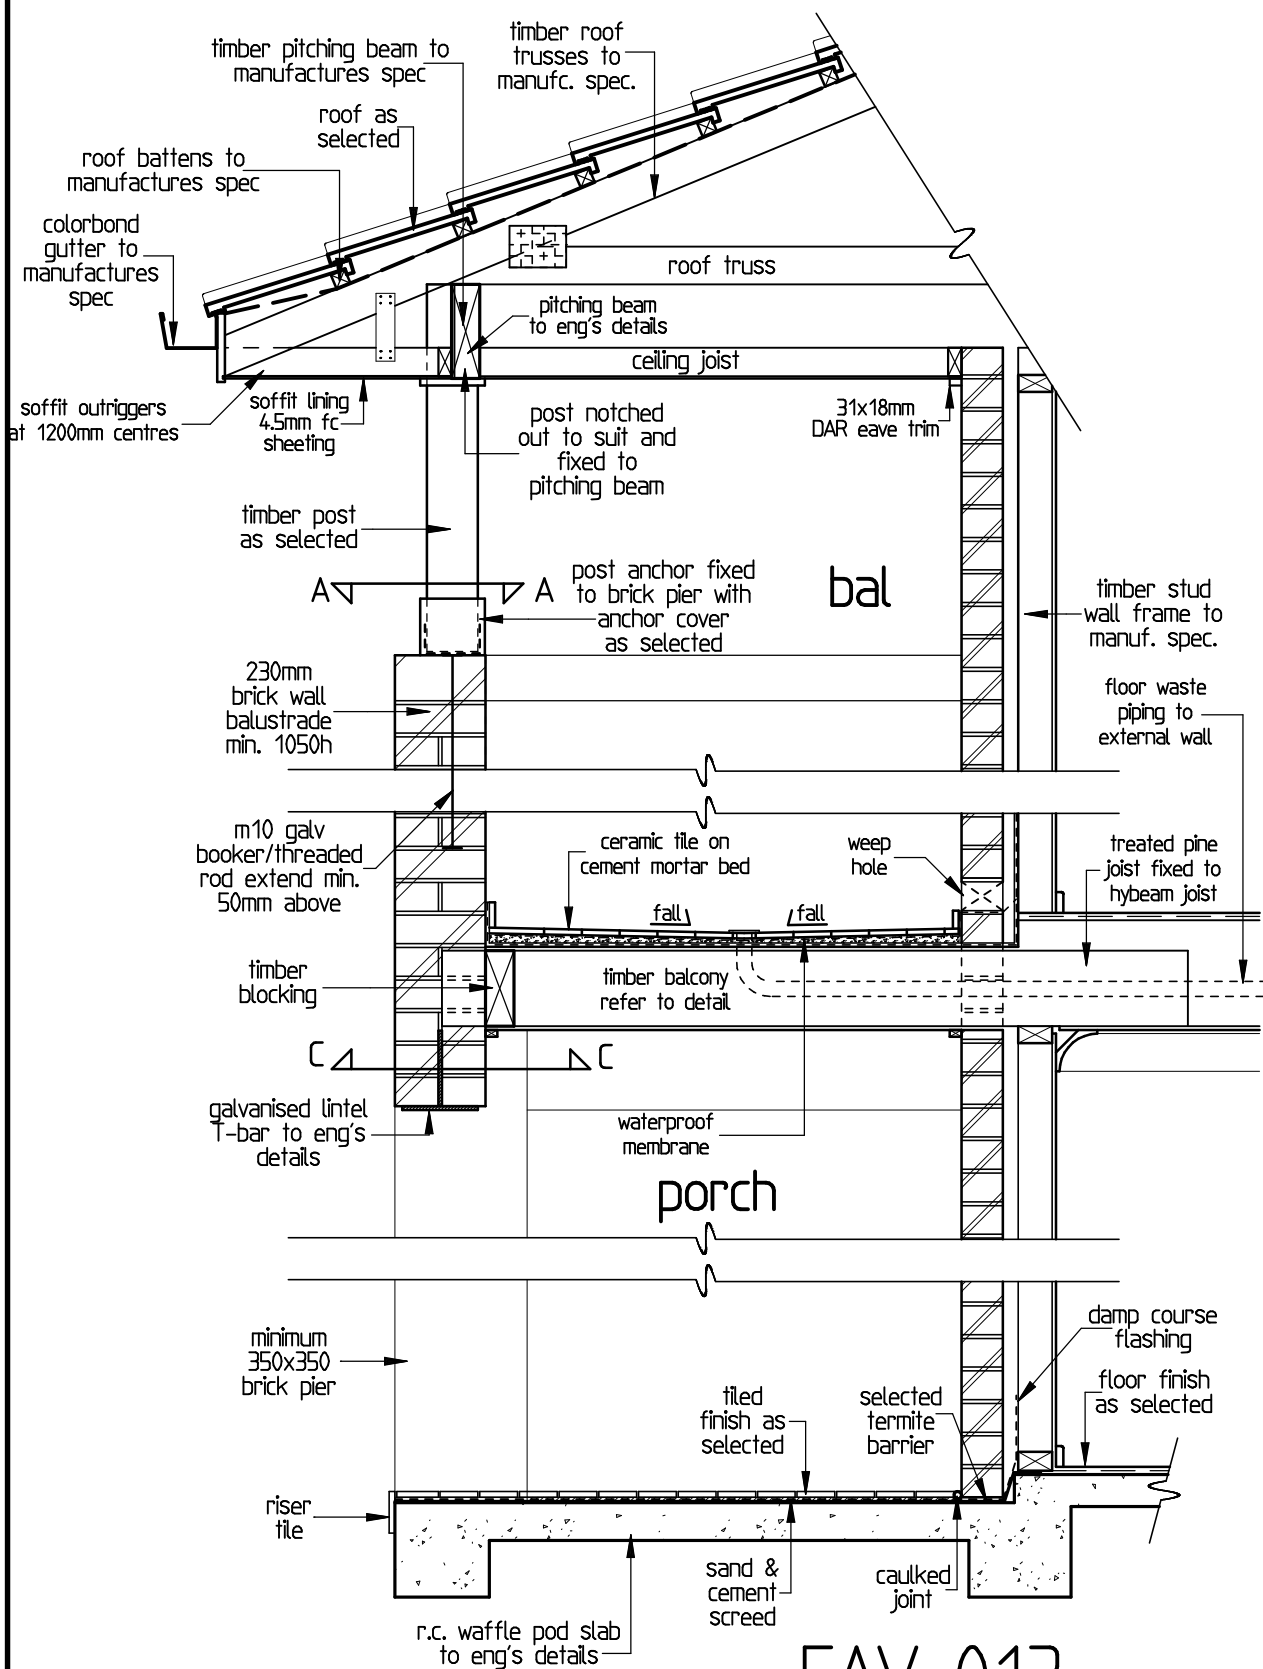 timber pitching beam to
manufactures spec
timber roof
trusses to
manufc. spec.
roof as
selected
roof battens to
manufactures spec
colorbond
gutter to
manufactures
spec
roof truss
pitching beam
to eng's details
ceiling joist
soffit outriggers
at 1200mm centres
soffit lining
4.5mm fc
sheeting
post notched
out to suit and
fixed to
pitching beam
31x18mm
DAR eave trim
timber post
as selected
A
A
post anchor fixed
to brick pier with
anchor cover
as selected
bal
timber stud
wall frame to
manuf. spec.
230mm
brick wall
balustrade
min. 1050h
floor waste
piping to
external wall
m10 galv
booker/threaded
rod extend min.
50mm above
ceramic tile on
cement mortar bed
weep
hole
treated pine
joist fixed to
hybeam joist
fall
fall
timber
blocking
timber balcony
refer to detail
C
C
galvanised lintel
T-bar to eng's
details
waterproof
membrane
porch
minimum
350x350
brick pier
damp course
flashing
tiled
finish as
selected
selected
termite
barrier
floor finish
as selected
riser
tile
sand &
cement
screed
caulked
joint
r.c. waffle pod slab
to eng's details